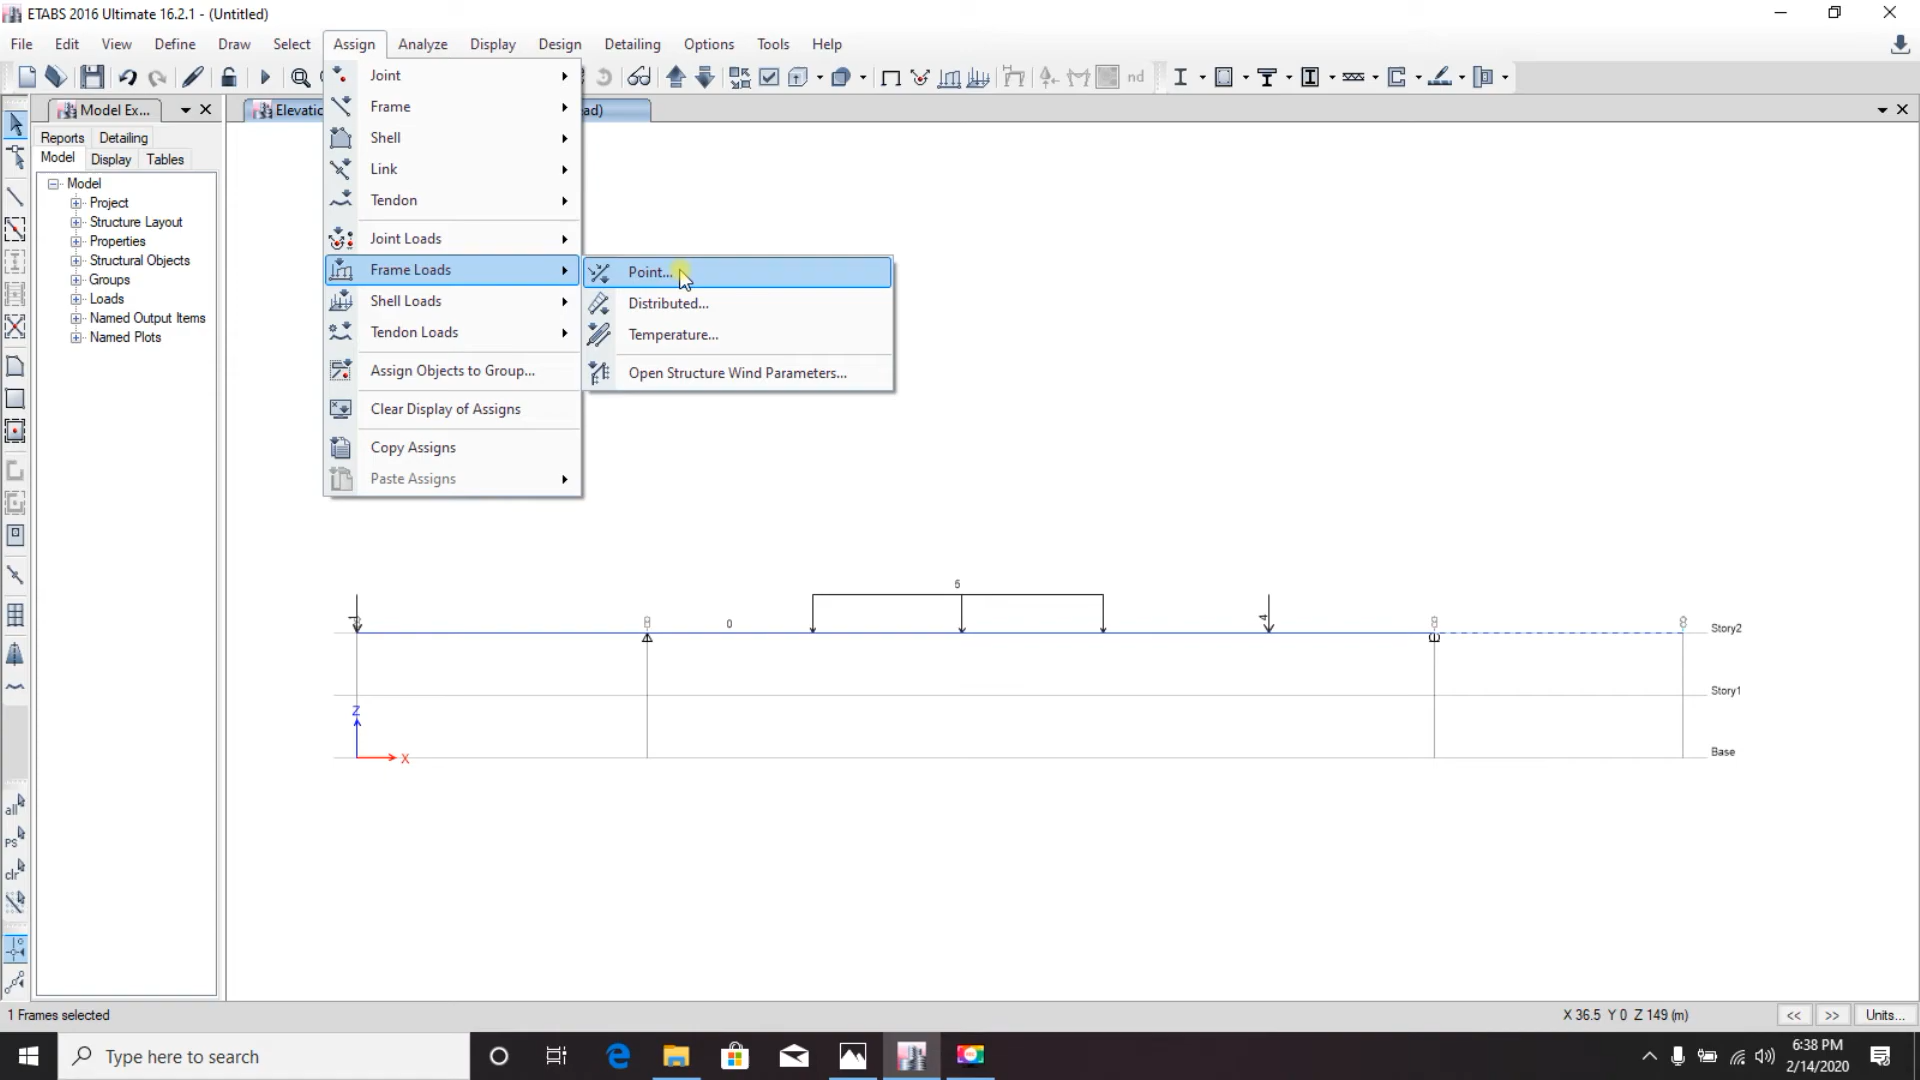 ETABS 2016 Ultimate 16.2.1 - (Untitled)
File Edit View Define Draw Select Assign Analyze Display Design Detailing Options Tools Help
nd
Model Ex...
Elevatio
ad)
Reports Detailing
Model Display Tables
Model
Project
Structure Layout
Properties
Structural Objects
Groups
Loads
Named Output Items
Named Plots
Joint
Frame
Shell
Link
Tendon
Joint Loads
Frame Loads
Shell Loads
Tendon Loads
Assign Objects to Group...
Clear Display of Assigns
Copy Assigns
Paste Assigns
Point...
Distributed...
Temperature...
Open Structure Wind Parameters...
all
PS
clr
0
4
Story2
Story1
Base
Z
X
1 Frames selected
X 36.5 Y 0 Z 149 (m)
<< >> Units...
Type here to search
6:38 PM
2/14/2020